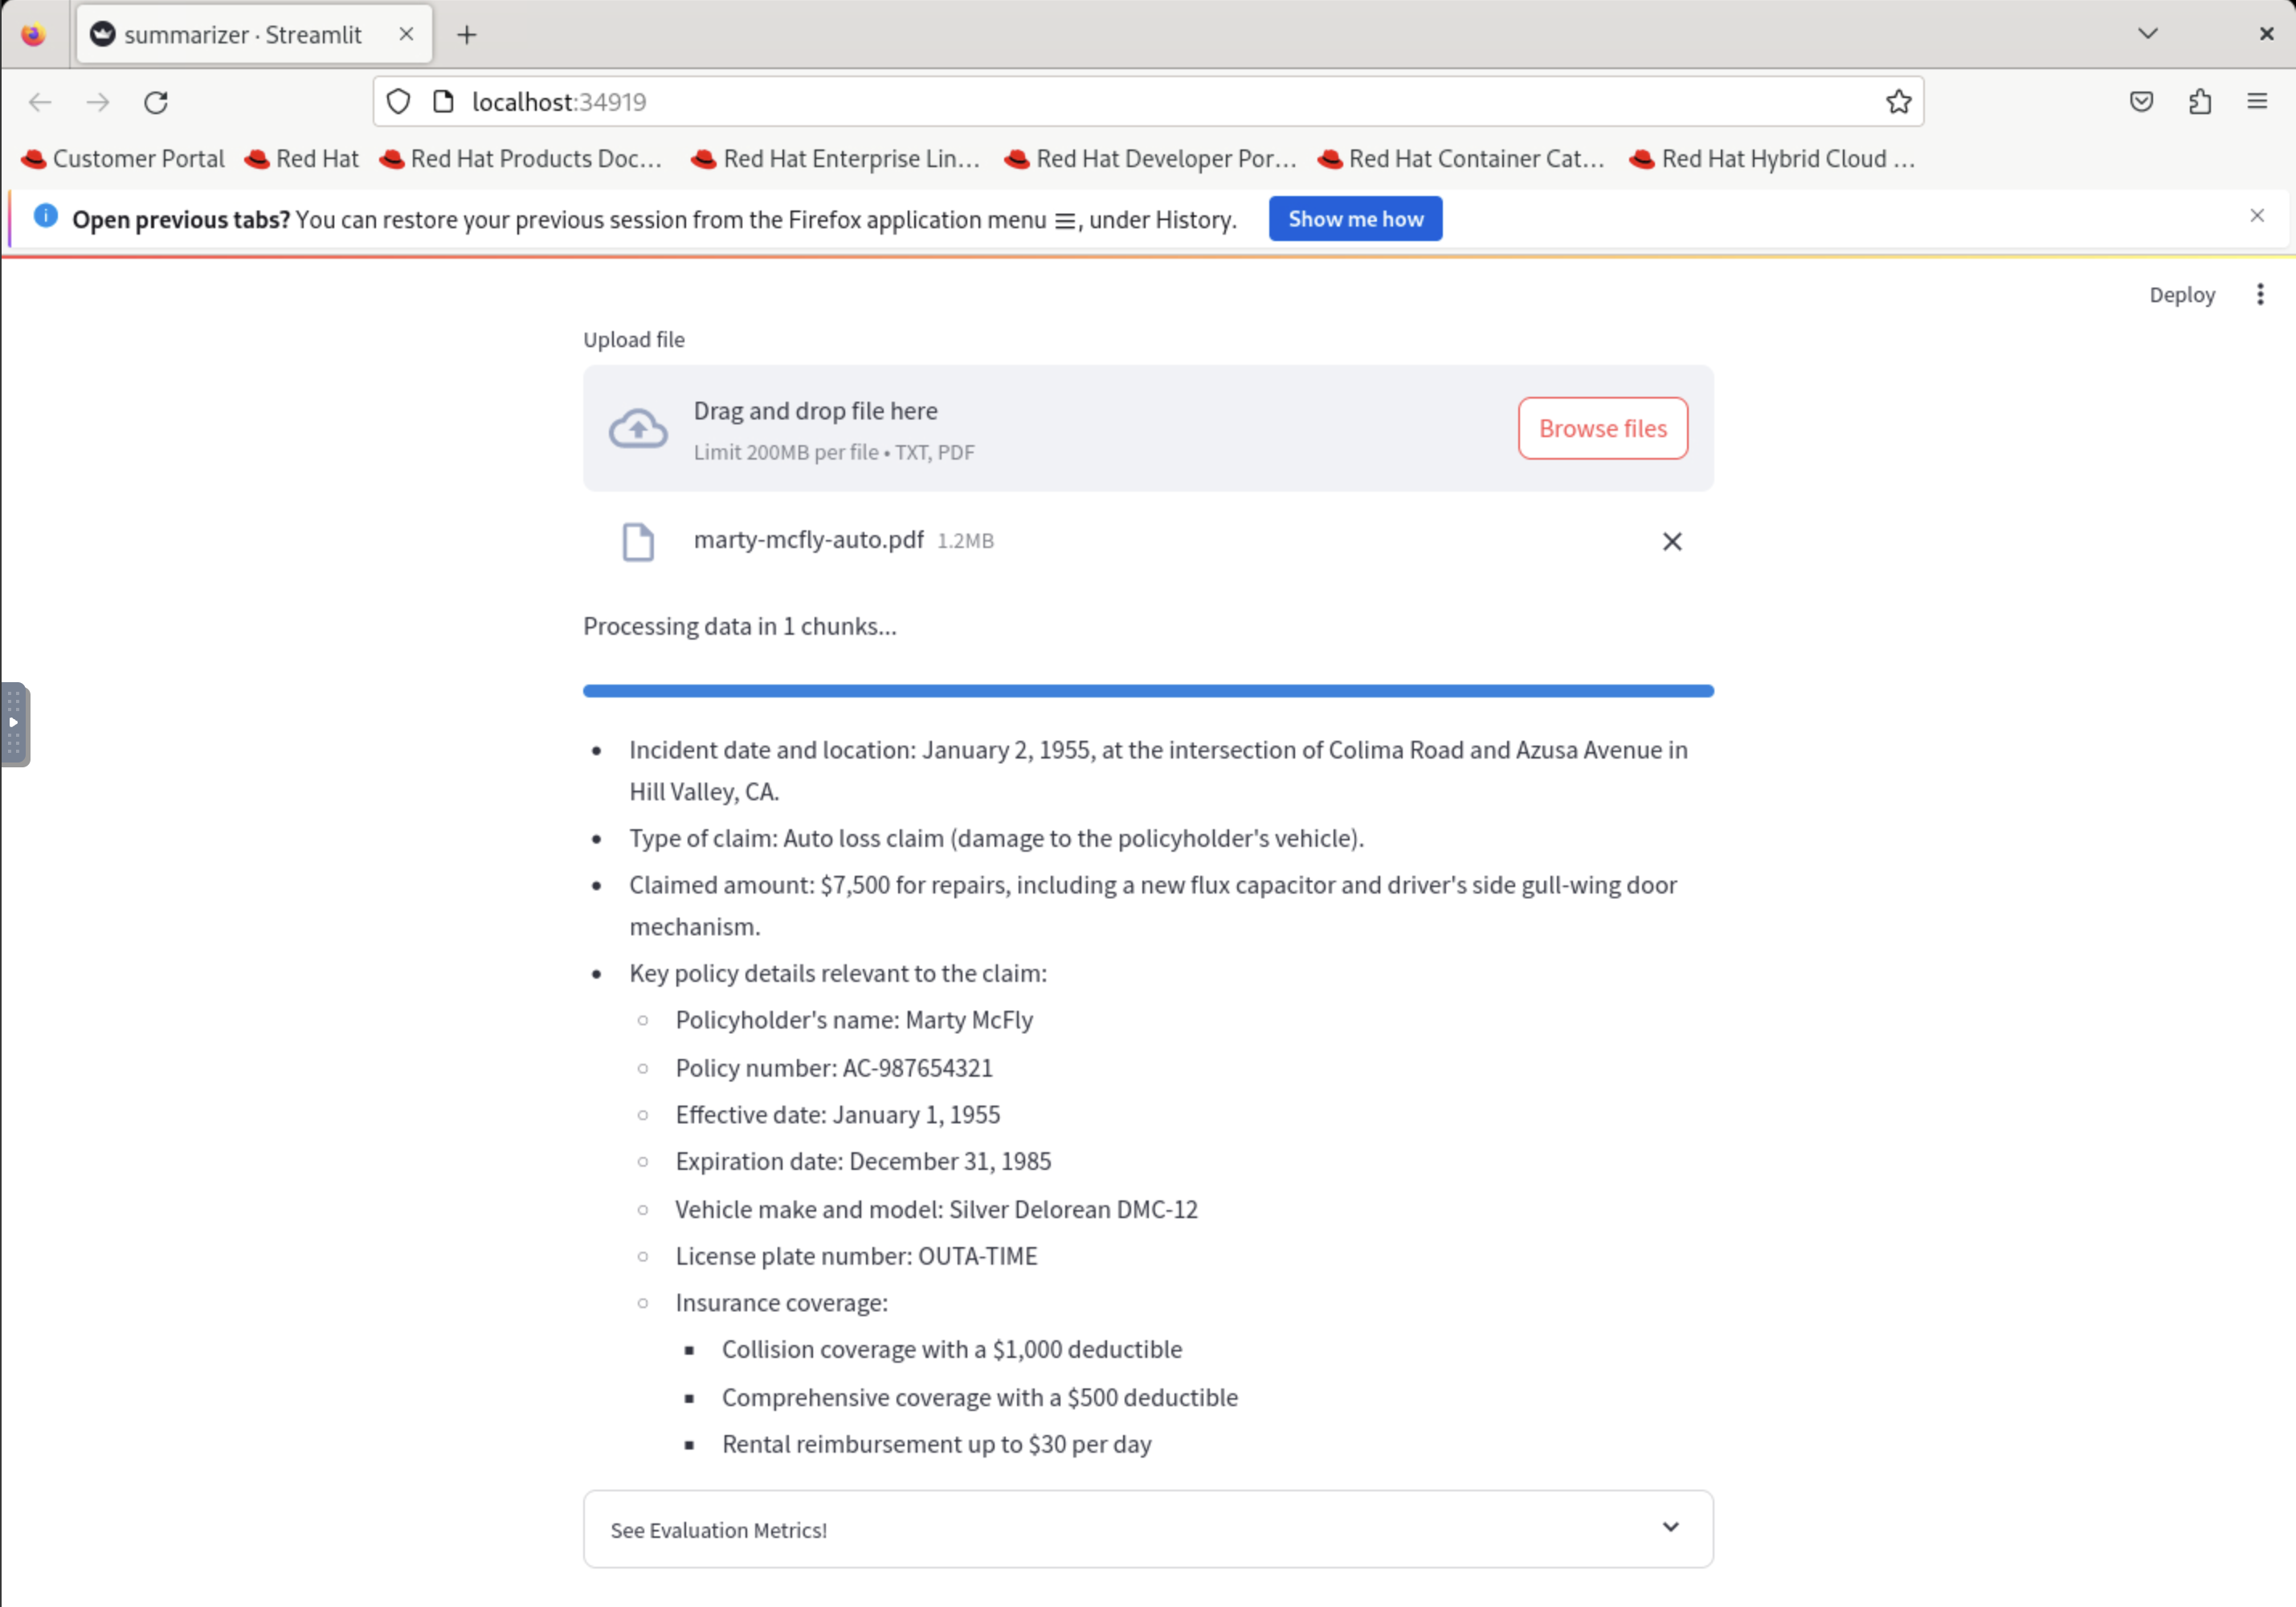 summarizer · Streamlit
localhost:34919
Customer Portal
Red Hat
Red Hat Products Doc…
Red Hat Enterprise Lin…
Red Hat Developer Por…
Red Hat Container Cat…
Red Hat Hybrid Cloud …
Open previous tabs? You can restore your previous session from the Firefox application menu ☰, under History.
Show me how
Deploy
Upload file
Drag and drop file here
Limit 200MB per file • TXT, PDF
Browse files
marty-mcfly-auto.pdf 1.2MB
Processing data in 1 chunks...
• Incident date and location: January 2, 1955, at the intersection of Colima Road and Azusa Avenue in
Hill Valley, CA.
• Type of claim: Auto loss claim (damage to the policyholder's vehicle).
• Claimed amount: $7,500 for repairs, including a new flux capacitor and driver's side gull-wing door
mechanism.
• Key policy details relevant to the claim:
○ Policyholder's name: Marty McFly
○ Policy number: AC-987654321
○ Effective date: January 1, 1955
○ Expiration date: December 31, 1985
○ Vehicle make and model: Silver Delorean DMC-12
○ License plate number: OUTA-TIME
○ Insurance coverage:
▪ Collision coverage with a $1,000 deductible
▪ Comprehensive coverage with a $500 deductible
▪ Rental reimbursement up to $30 per day
See Evaluation Metrics!